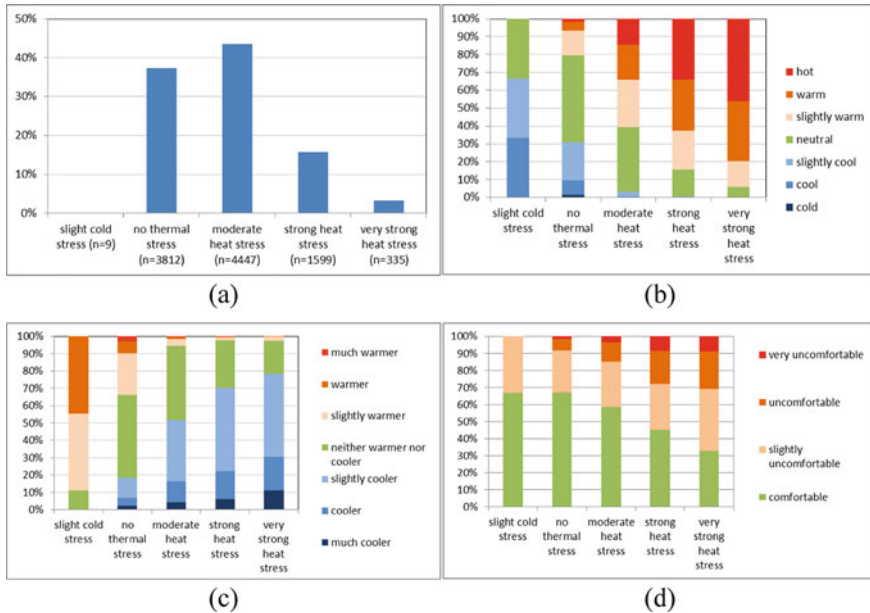 50%
40%
30%
20%
10%
0%
slight cold
stress (n=9)
no thermal
stress
(n=3812)
moderate
heat stress
(n=4447)
strong heat
stress
(n=1599)
very strong
heat stress
(n=335)
(a)
100%
90%
80%
70%
60%
50%
40%
30%
20%
10%
0%
slight cold
stress
no
thermal
stress
moderate
heat
stress
strong
heat
stress
very
strong
heat
stress
hot
warm
slightly warm
neutral
slightly cool
cool
cold
(b)
100%
90%
80%
70%
60%
50%
40%
30%
20%
10%
0%
slight cold
stress
no
thermal
stress
moderate
heat
stress
strong
heat
stress
very
strong
heat
stress
much warmer
warmer
slightly warmer
neither warmer nor
cooler
slightly cooler
cooler
much cooler
(c)
100%
90%
80%
70%
60%
50%
40%
30%
20%
10%
0%
slight cold
stress
no
thermal
stress
moderate
heat
stress
strong
heat
stress
very
strong
heat stress
very uncomfortable
uncomfortable
slightly
uncomfortable
comfortable
(d)